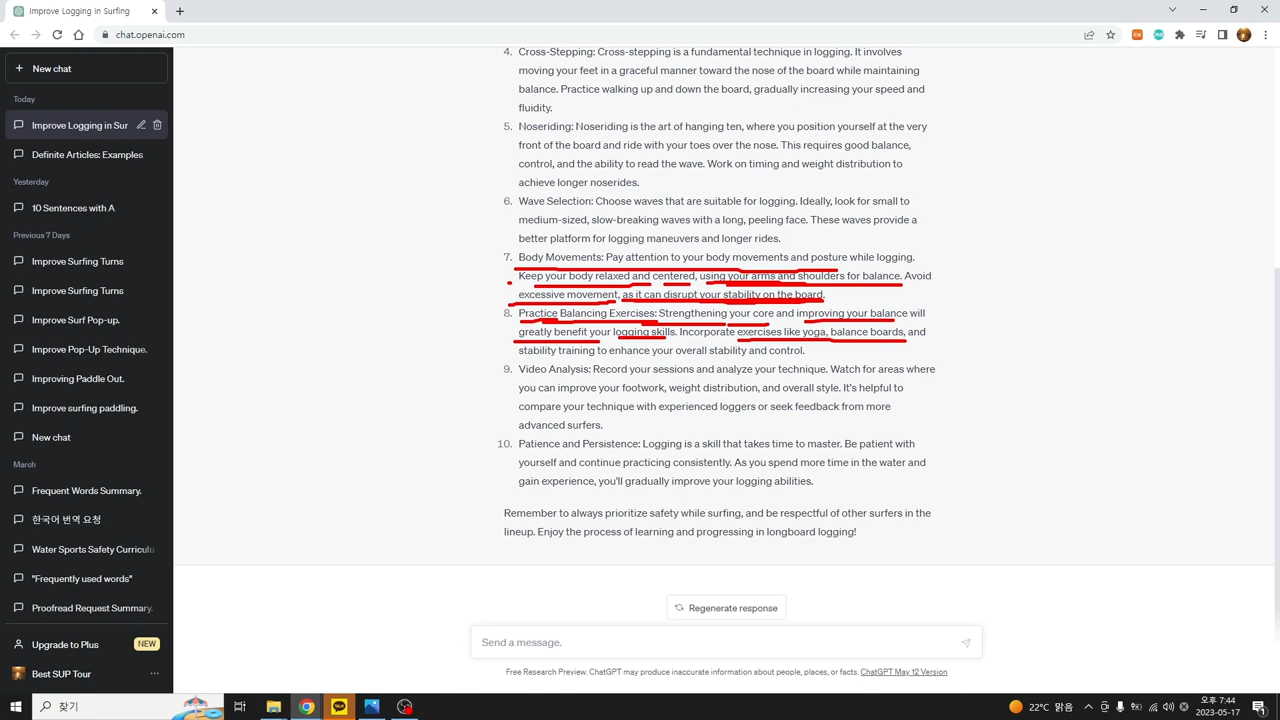 Improve Logging in Surfing
chat.openai.com
New chat
Today
Improve Logging in Sur
Definite Articles: Examples
Yesterday
10 Sentences with A
Previous 7 Days
Improve Surfing Turns
Improve Surfing Turns
Improve Surf Pop-up.
Improve Pop-Up Technique.
Improving Paddle Out.
Improve surfing paddling.
New chat
March
Frequent Words Summary.
한국어 번역 요청
Water Sports Safety Curriculu
"Frequently used words"
Proofread Request Summary.
Upgrade to Plus NEW
Best SUP Tour
4. Cross-Stepping: Cross-stepping is a fundamental technique in logging. It involves
moving your feet in a graceful manner toward the nose of the board while maintaining
balance. Practice walking up and down the board, gradually increasing your speed and
fluidity.
5. Noseriding: Noseriding is the art of hanging ten, where you position yourself at the very
front of the board and ride with your toes over the nose. This requires good balance,
control, and the ability to read the wave. Work on timing and weight distribution to
achieve longer noserides.
6. Wave Selection: Choose waves that are suitable for logging. Ideally, look for small to
medium-sized, slow-breaking waves with a long, peeling face. These waves provide a
better platform for logging maneuvers and longer rides.
7. Body Movements: Pay attention to your body movements and posture while logging.
Keep your body relaxed and centered, using your arms and shoulders for balance. Avoid
excessive movement, as it can disrupt your stability on the board.
8. Practice Balancing Exercises: Strengthening your core and improving your balance will
greatly benefit your logging skills. Incorporate exercises like yoga, balance boards, and
stability training to enhance your overall stability and control.
9. Video Analysis: Record your sessions and analyze your technique. Watch for areas where
you can improve your footwork, weight distribution, and overall style. It's helpful to
compare your technique with experienced loggers or seek feedback from more
advanced surfers.
10. Patience and Persistence: Logging is a skill that takes time to master. Be patient with
yourself and continue practicing consistently. As you spend more time in the water and
gain experience, you'll gradually improve your logging abilities.
Remember to always prioritize safety while surfing, and be respectful of other surfers in the
lineup. Enjoy the process of learning and progressing in longboard logging!
Regenerate response
Send a message.
Free Research Preview. ChatGPT may produce inaccurate information about people, places, or facts. ChatGPT May 12 Version
찾기
22°C 맑음
오후 7:44
2023-05-17